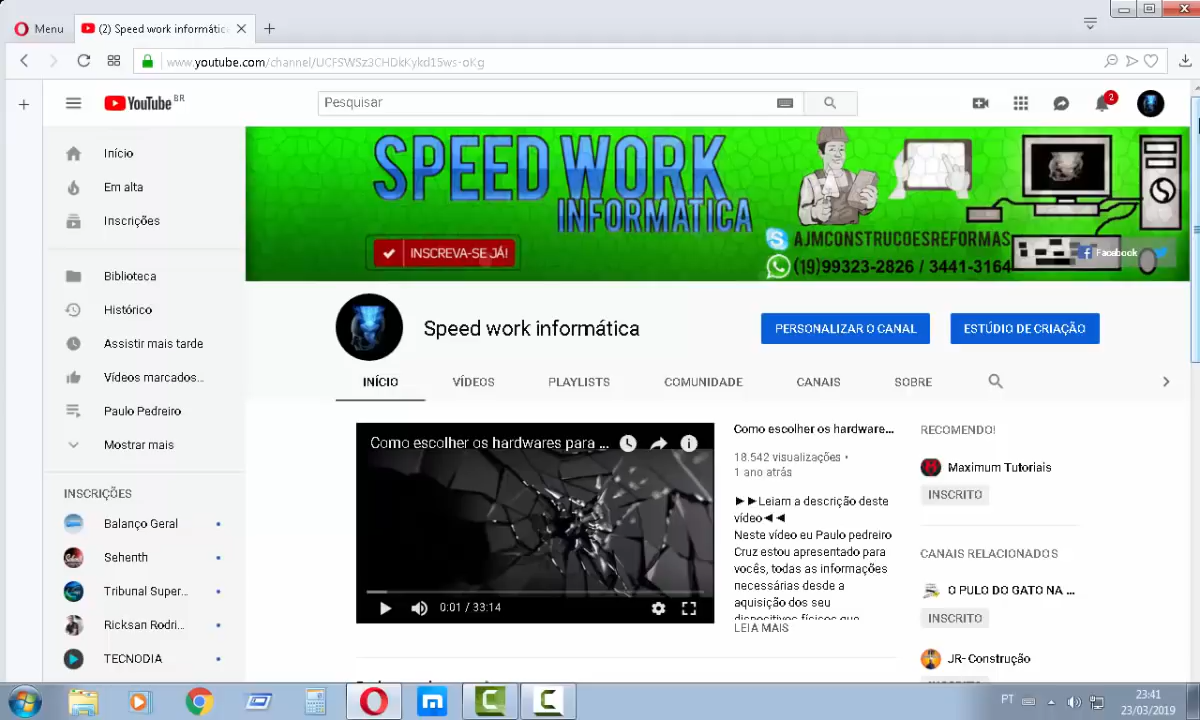 Menu
(2) Speed work informátic
www.youtube.com/channel/UCFSWSz3CHDkKykd15ws-oKg
YouTube BR
Pesquisar
2
Início
Em alta
Inscrições
Biblioteca
Histórico
Assistir mais tarde
Vídeos marcados...
Paulo Pedreiro
Mostrar mais
INSCRIÇÕES
Balanço Geral
Sehenth
Tribunal Super...
Ricksan Rodri...
TECNODIA
SPEED WORK
INFORMATICA
INSCREVA-SE JÁ!
AJMCONSTRUCOESREFORMAS
(19)99323-2826 / 3441-3164
Facebook
Speed work informática
PERSONALIZAR O CANAL
ESTÚDIO DE CRIAÇÃO
INÍCIO
VÍDEOS
PLAYLISTS
COMUNIDADE
CANAIS
SOBRE
Como escolher os hardwares para ...
0:01 / 33:14
Como escolher os hardware...
18.542 visualizações •
1 ano atrás
►►Leiam a descrição deste
vídeo◄◄
Neste vídeo eu Paulo pedreiro
Cruz estou apresentado para
vocês, todas as informações
necessárias desde a
aquisição dos seu
dispositivos físicos que
LEIA MAIS
RECOMENDO!
Maximum Tutoriais
INSCRITO
CANAIS RELACIONADOS
O PULO DO GATO NA ...
INSCRITO
JR- Construção
PT
23:41
23/03/2019